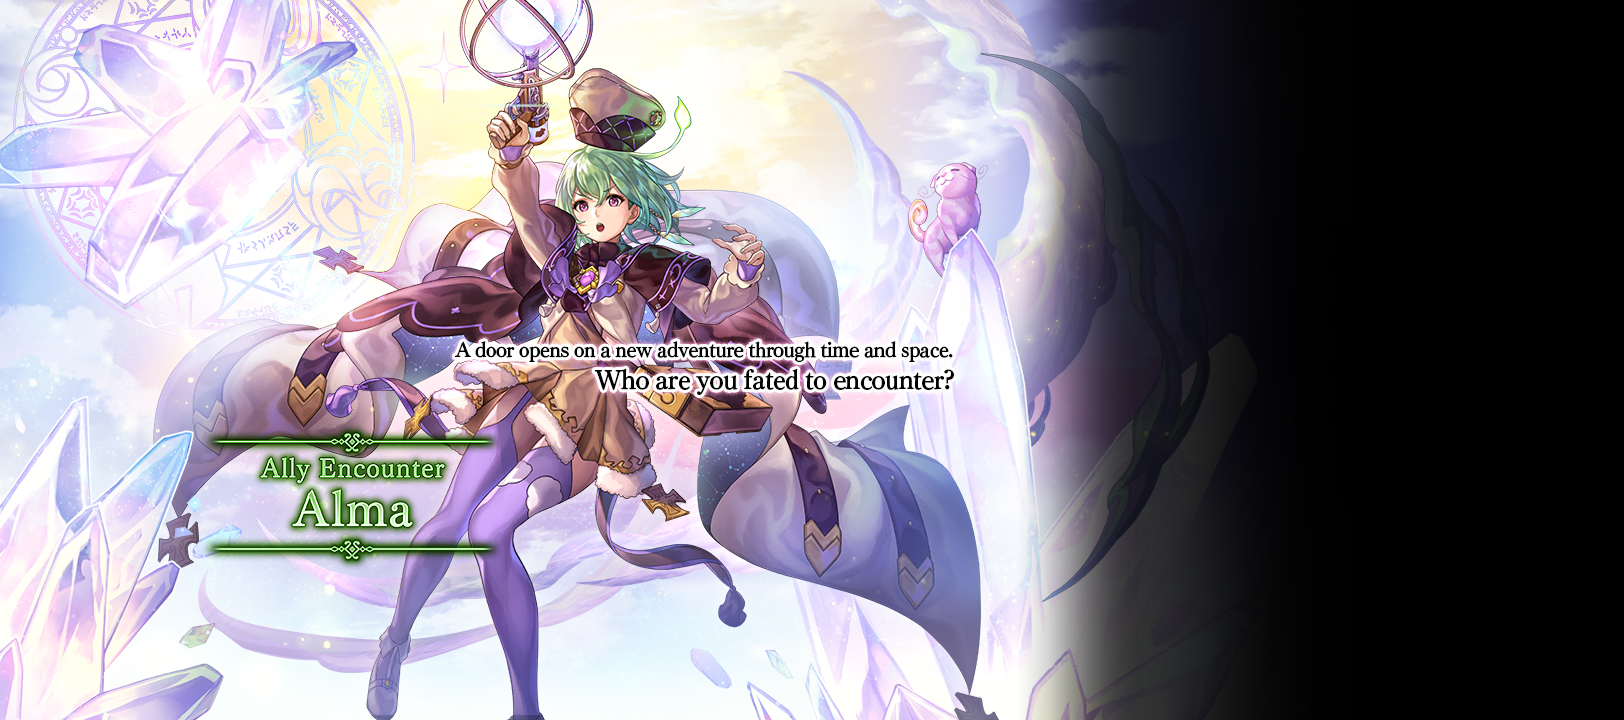 A door opens on a new adventure through time and space.
Who are you fated to encounter?
Ally Encounter
Alma